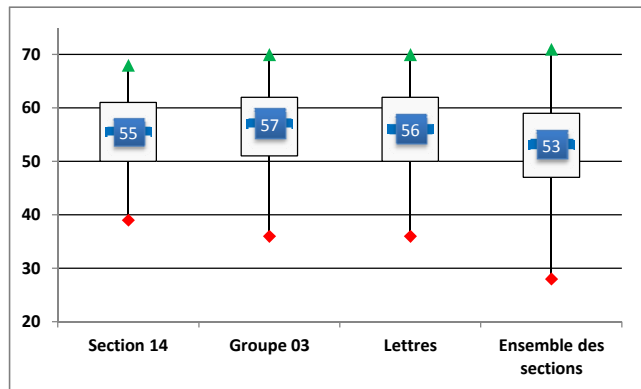 70
60
50
40
30
20
55
57
56
53
Section 14
Groupe 03
Lettres
Ensemble des
sections